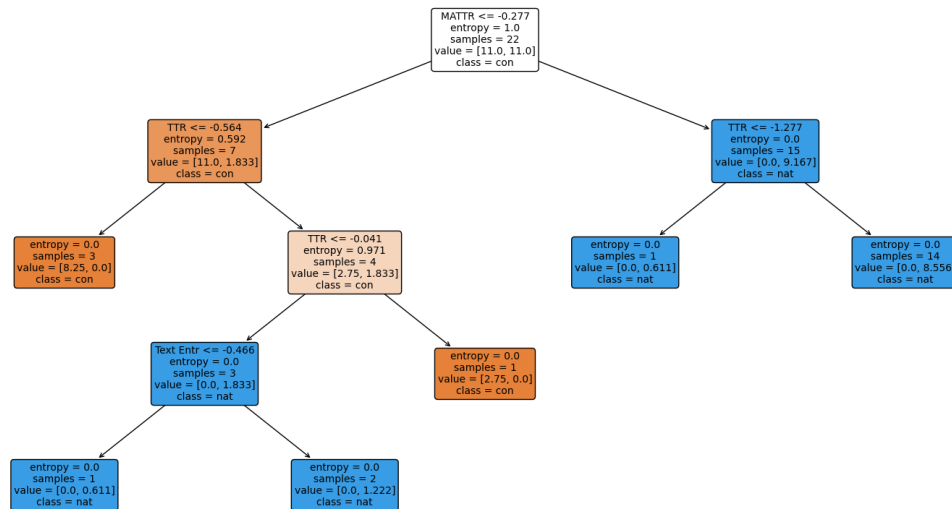 MATTR <= -0.277
entropy = 1.0
samples = 22
value = [11.0, 11.0]
class = con
TTR <= -0.564
entropy = 0.592
samples = 7
value = [11.0, 1.833]
class = con
TTR <= -1.277
entropy = 0.0
samples = 15
value = [0.0, 9.167]
class = nat
entropy = 0.0
samples = 3
value = [8.25, 0.0]
class = con
TTR <= -0.041
entropy = 0.971
samples = 4
value = [2.75, 1.833]
class = con
entropy = 0.0
samples = 1
value = [0.0, 0.611]
class = nat
entropy = 0.0
samples = 14
value = [0.0, 8.556]
class = nat
Text Entr <= -0.466
entropy = 0.0
samples = 3
value = [0.0, 1.833]
class = nat
entropy = 0.0
samples = 1
value = [2.75, 0.0]
class = con
entropy = 0.0
samples = 1
value = [0.0, 0.611]
class = nat
entropy = 0.0
samples = 2
value = [0.0, 1.222]
class = nat